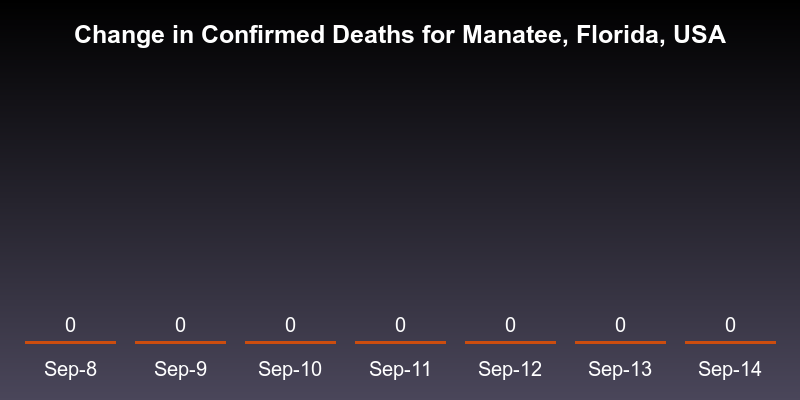 Change in Confirmed Deaths for Manatee, Florida, USA
0 0 0 0 0 0 0
Sep-8 Sep-9 Sep-10 Sep-11 Sep-12 Sep-13 Sep-14